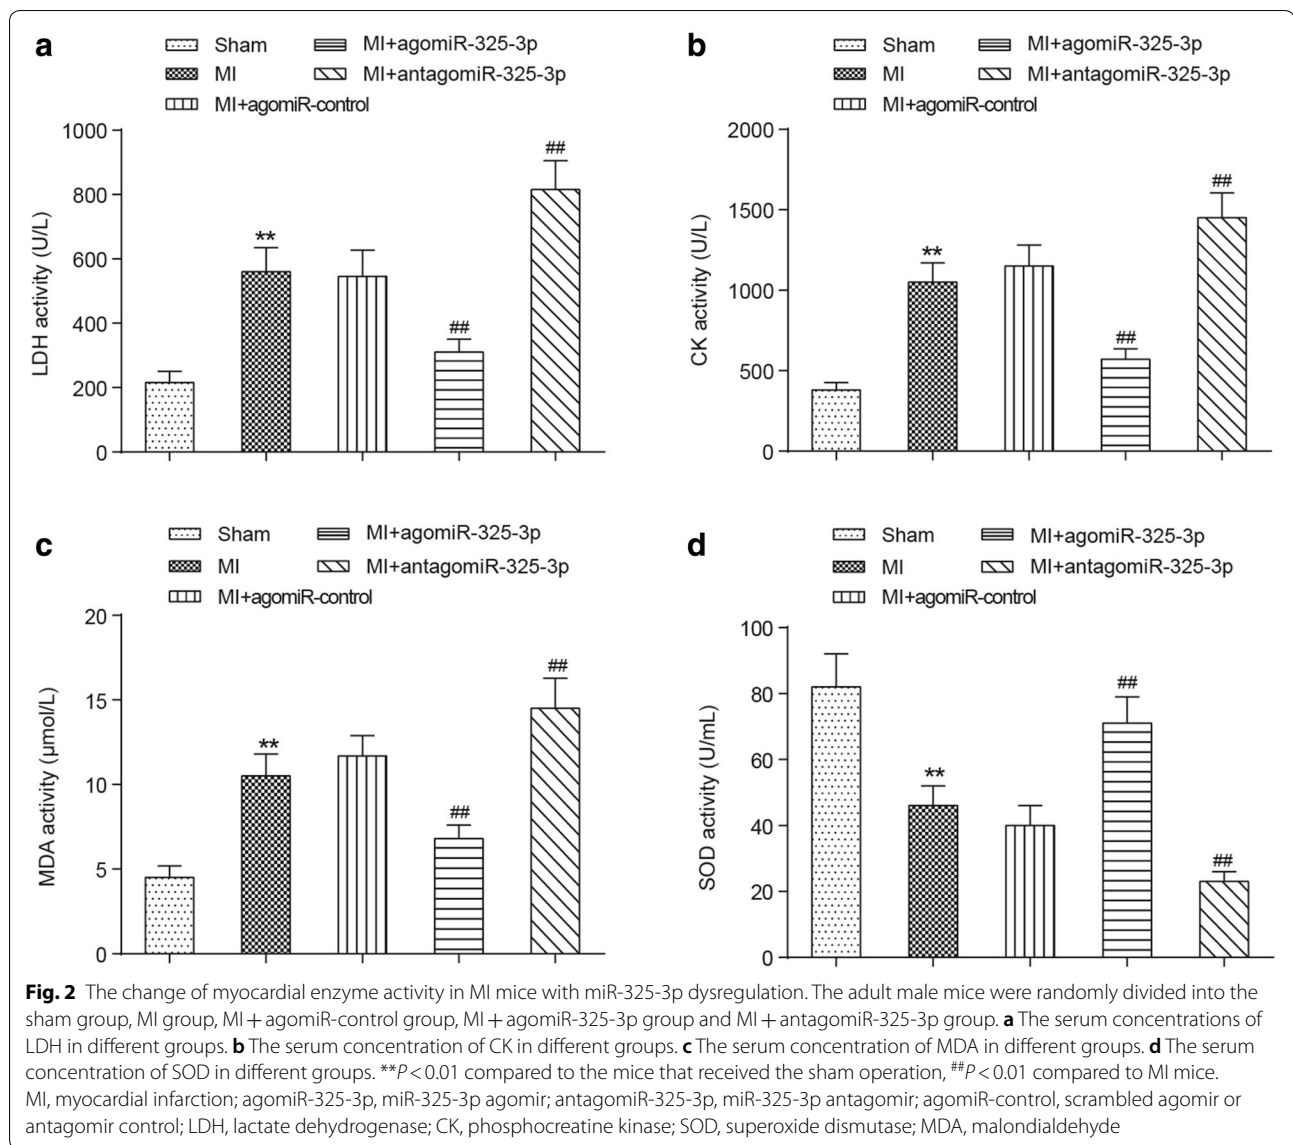 a
Sham
MI+agomiR-325-3p
MI
MI+antagomiR-325-3p
MI+agomiR-control
1000
800
600
400
200
0
LDH activity (U/L)
**
##
##
b
Sham
MI+agomiR-325-3p
MI
MI+antagomiR-325-3p
MI+agomiR-control
2000
1500
1000
500
0
CK activity (U/L)
**
##
##
c
Sham
MI+agomiR-325-3p
MI
MI+antagomiR-325-3p
MI+agomiR-control
20
15
10
5
0
MDA activity (μmol/L)
**
##
##
d
Sham
MI+agomiR-325-3p
MI
MI+antagomiR-325-3p
MI+agomiR-control
100
80
60
40
20
0
SOD activity (U/mL)
**
##
##
Fig. 2 The change of myocardial enzyme activity in MI mice with miR-325-3p dysregulation. The adult male mice were randomly divided into the
sham group, MI group, MI + agomiR-control group, MI + agomiR-325-3p group and MI + antagomiR-325-3p group. a The serum concentrations of
LDH in different groups. b The serum concentration of CK in different groups. c The serum concentration of MDA in different groups. d The serum
concentration of SOD in different groups. **P < 0.01 compared to the mice that received the sham operation, ##P < 0.01 compared to MI mice.
MI, myocardial infarction; agomiR-325-3p, miR-325-3p agomir; antagomiR-325-3p, miR-325-3p antagomir; agomiR-control, scrambled agomir or
antagomir control; LDH, lactate dehydrogenase; CK, phosphocreatine kinase; SOD, superoxide dismutase; MDA, malondialdehyde